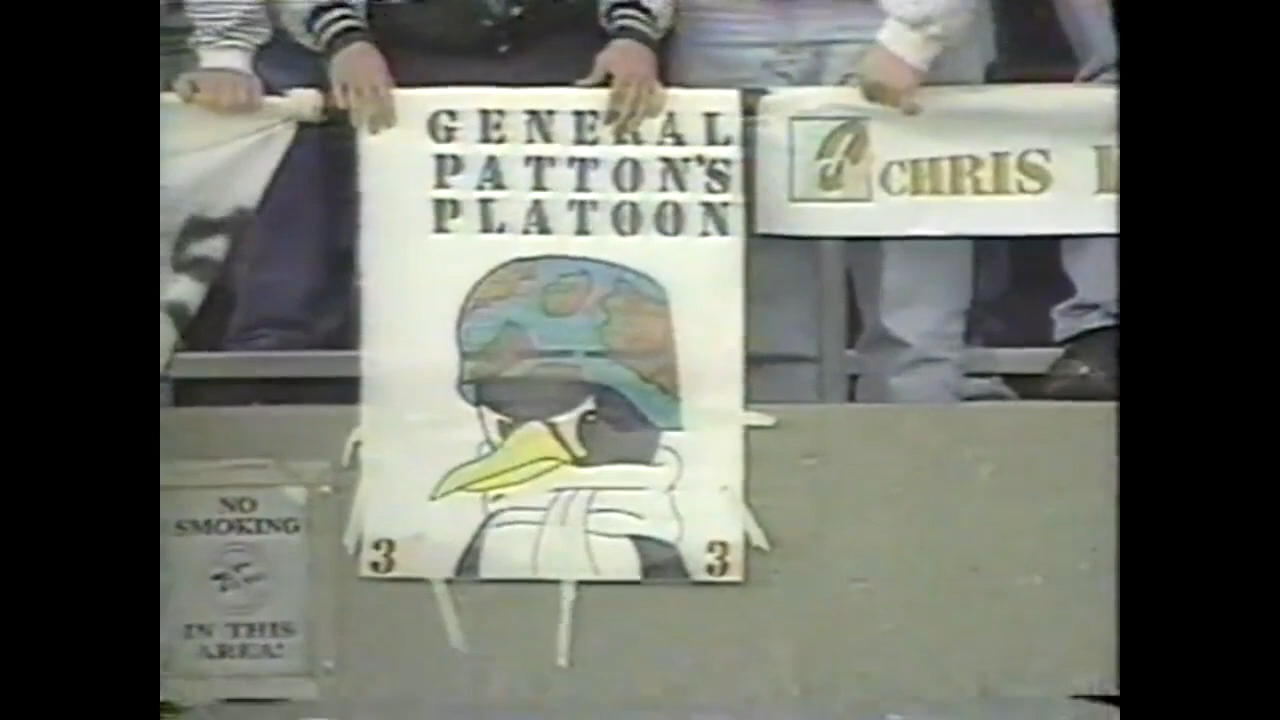 GENERAL
PATTON'S
PLATOON
3 3
CHRIS
NO
SMOKING
IN THIS
AREA!